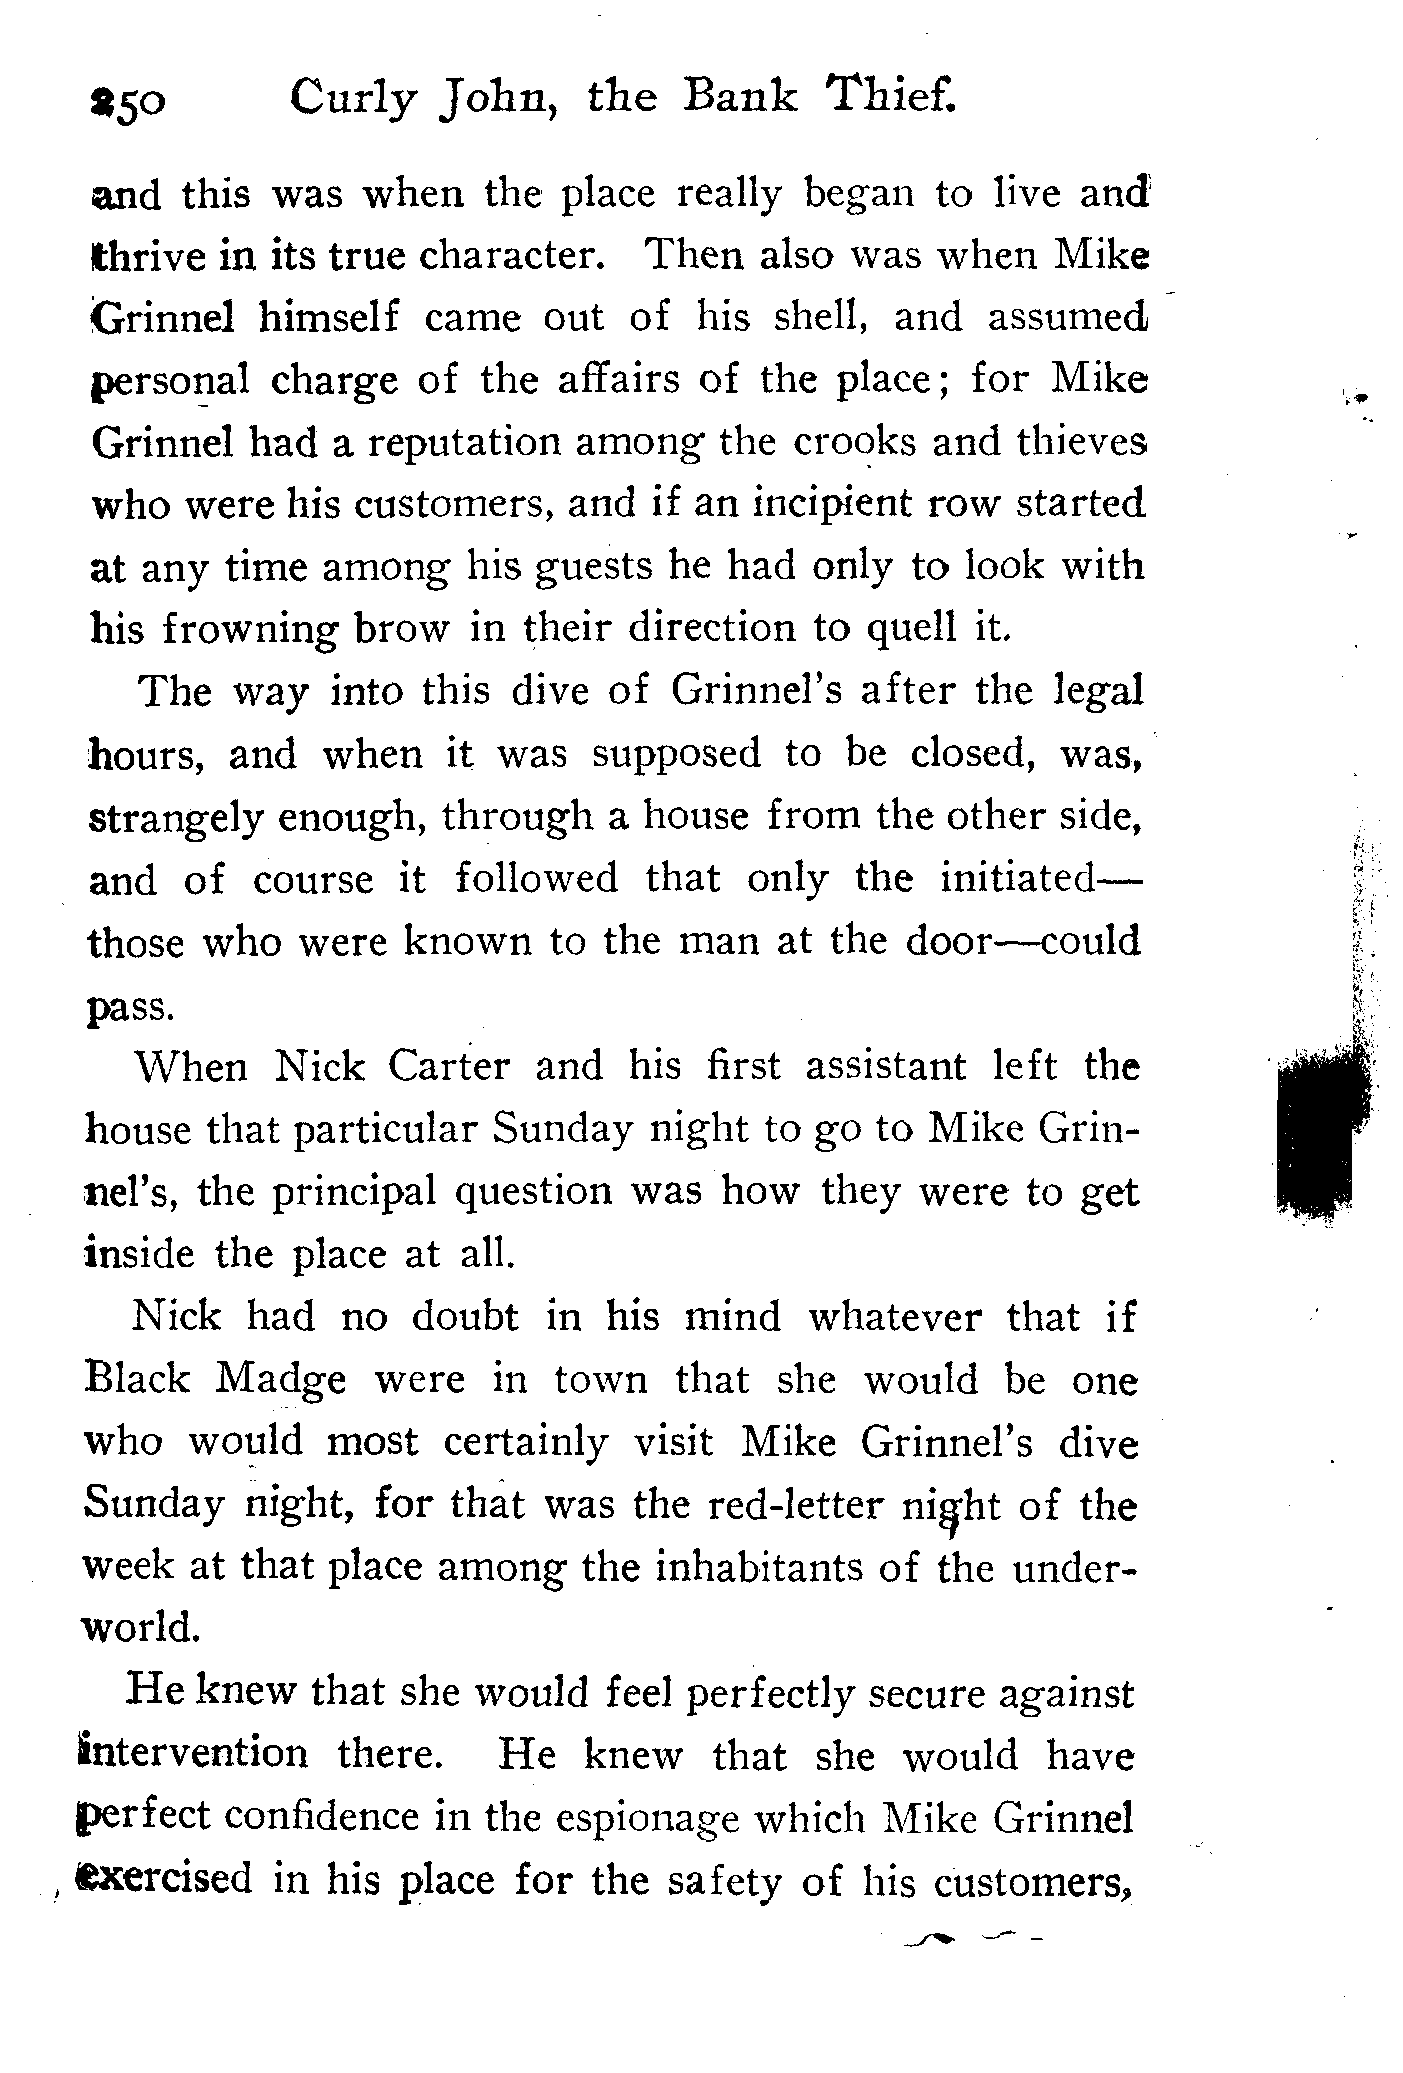 250 Curly John, the Bank Thief.
and this was when the place really began to live and
thrive in its true character. Then also was when Mike
Grinnel himself came out of his shell, and assumed
personal charge of the affairs of the place; for Mike
Grinnel had a reputation among the crooks and thieves
who were his customers, and if an incipient row started
at any time among his guests he had only to look with
his frowning brow in their direction to quell it.
The way into this dive of Grinnel's after the legal
hours, and when it was supposed to be closed, was,
strangely enough, through a house from the other side,
and of course it followed that only the initiated—
those who were known to the man at the door—could
pass.
When Nick Carter and his first assistant left the
house that particular Sunday night to go to Mike Grin-
nel's, the principal question was how they were to get
inside the place at all.
Nick had no doubt in his mind whatever that if
Black Madge were in town that she would be one
who would most certainly visit Mike Grinnel's dive
Sunday night, for that was the red-letter night of the
week at that place among the inhabitants of the under-
world.
He knew that she would feel perfectly secure against
intervention there. He knew that she would have
perfect confidence in the espionage which Mike Grinnel
exercised in his place for the safety of his customers,